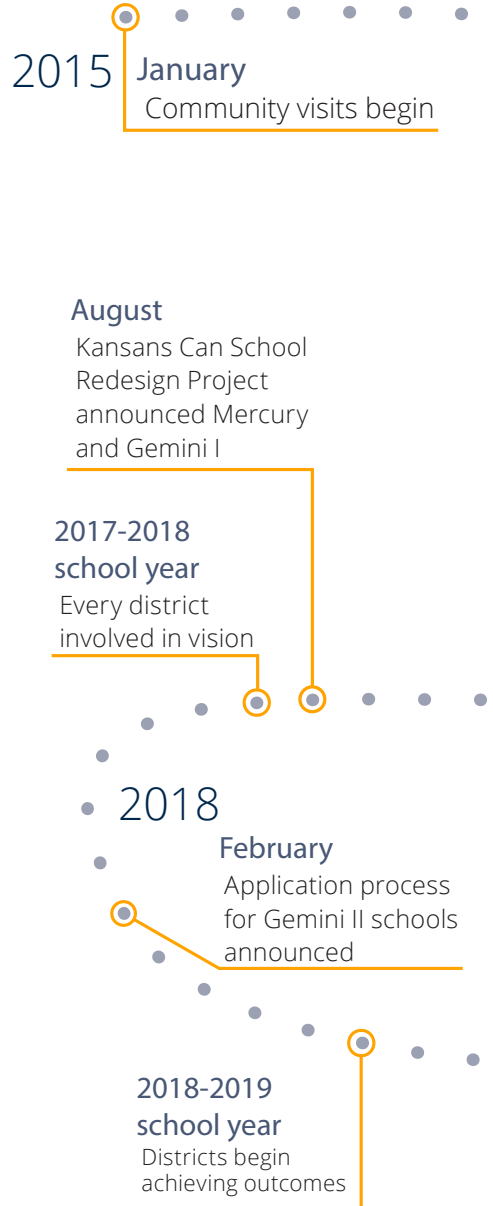 2015
January
Community visits begin
August
Kansans Can School
Redesign Project
announced Mercury
and Gemini I
2017-2018
school year
Every district
involved in vision
2018
February
Application process
for Gemini II schools
announced
2018-2019
school year
Districts begin
achieving outcomes